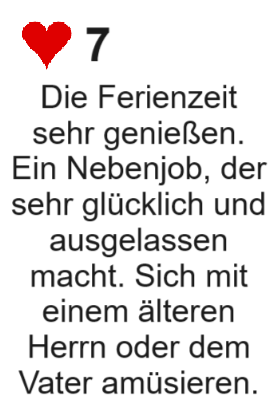 7
Die Ferienzeit
sehr genießen.
Ein Nebenjob, der
sehr glücklich und
ausgelassen
macht. Sich mit
einem älteren
Herrn oder dem
Vater amüsieren.